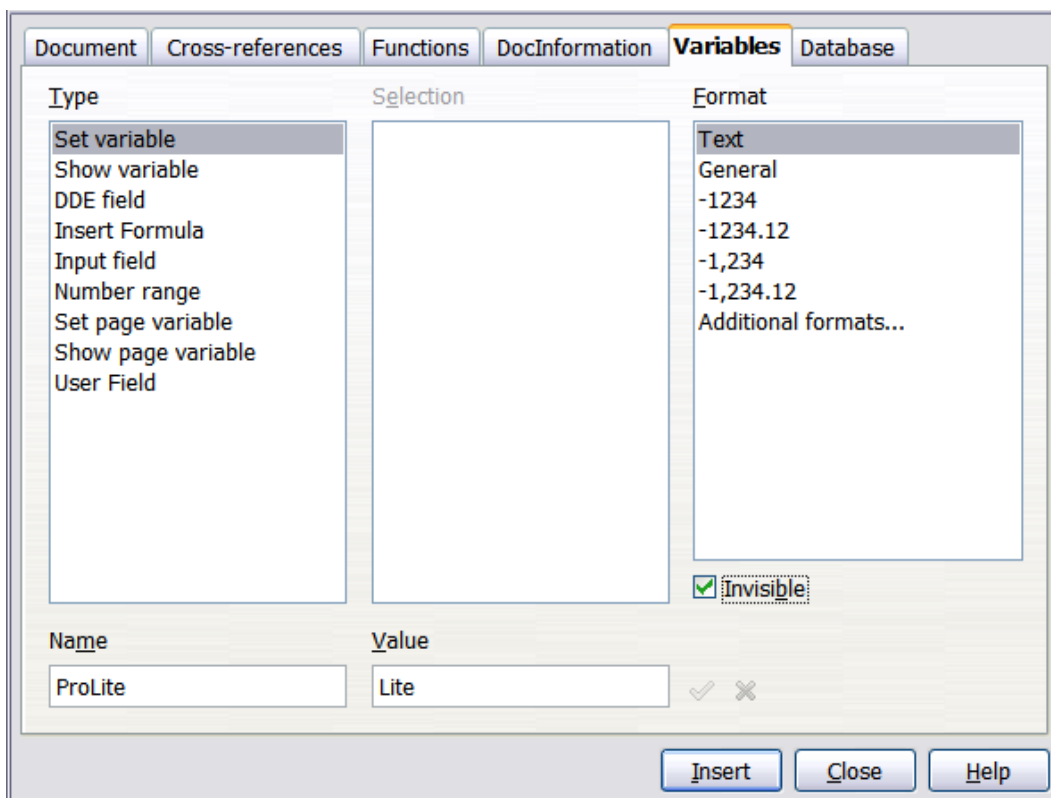 Document Cross-references Functions DocInformation Variables Database
Type
Set variable
Show variable
DDE field
Insert Formula
Input field
Number range
Set page variable
Show page variable
User Field
Selection
Format
Text
General
-1234
-1234.12
-1,234
-1,234.12
Additional formats...
Invisible
Name
ProLite
Value
Lite
Insert Close Help